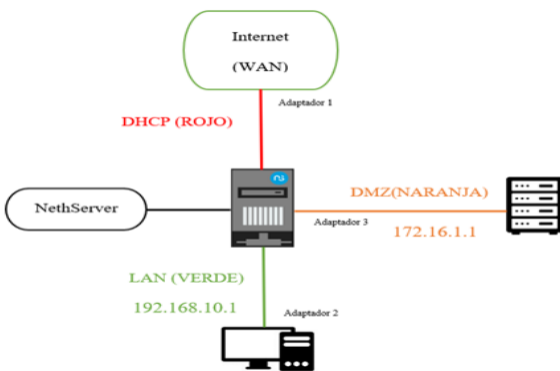 Internet
(WAN)
Adaptador 1
DHCP (ROJO)
NethServer
DMZ(NARANJA)
Adaptador 3
172.16.1.1
LAN (VERDE)
192.168.10.1
Adaptador 2